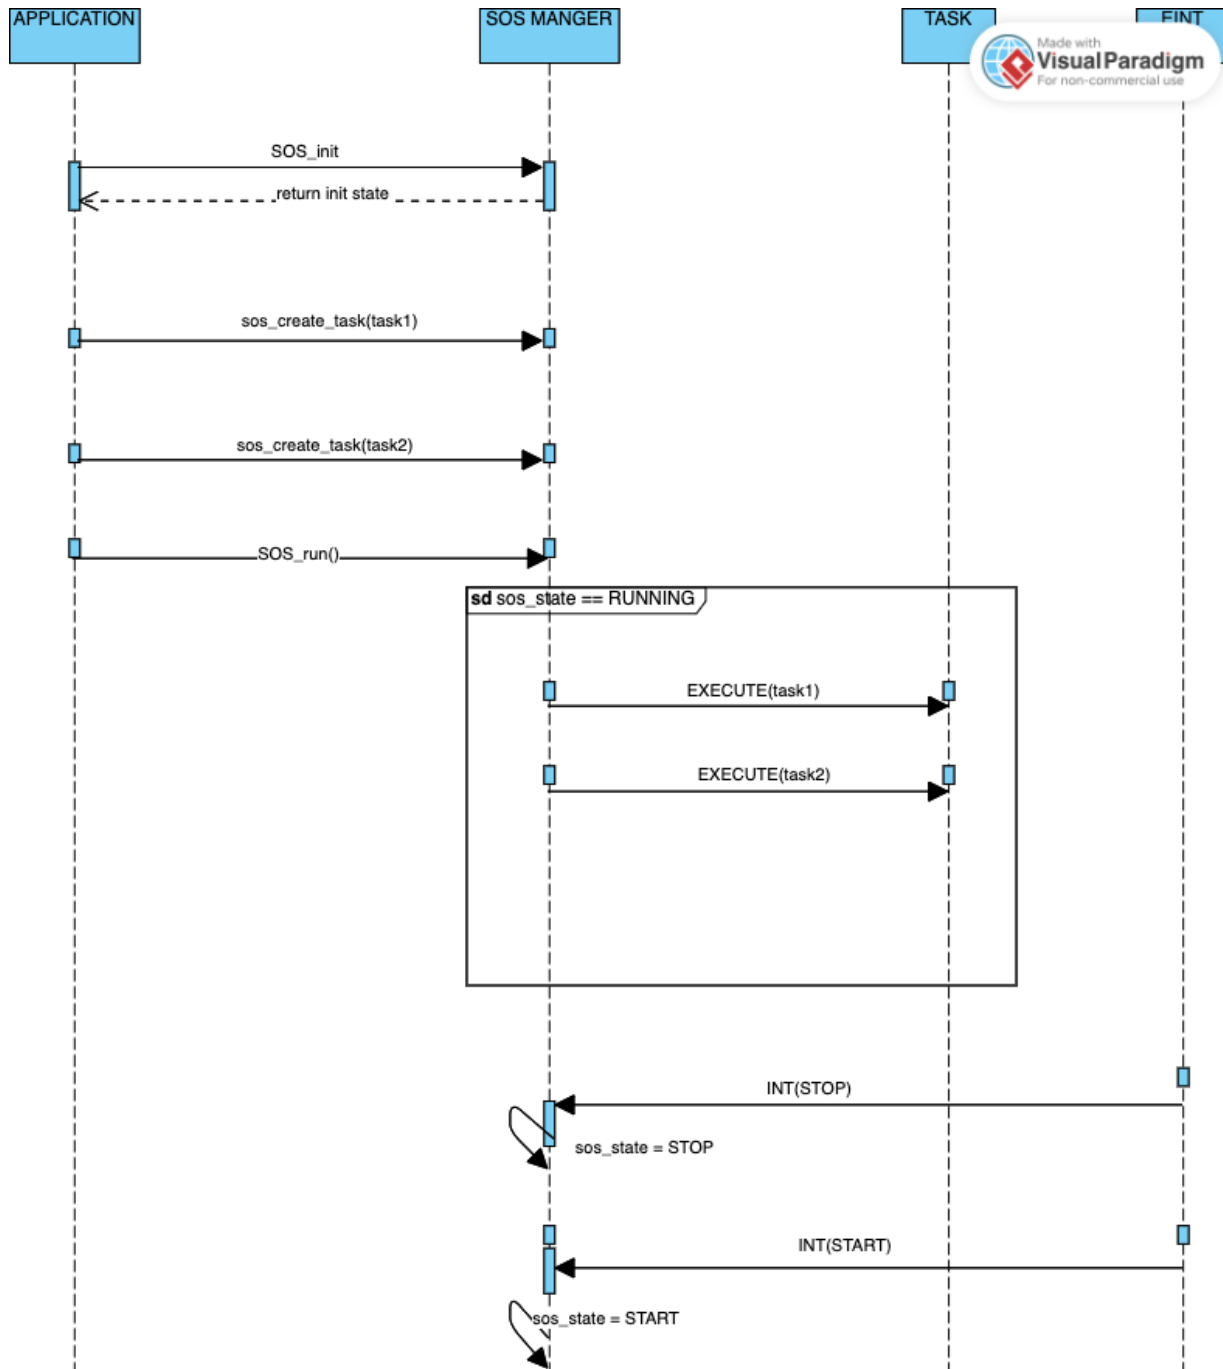 APPLICATION
SOS MANGER
TASK
EINT
Made with
Visual Paradigm
For non-commercial use
SOS_init
return init state
sos_create_task(task1)
sos_create_task(task2)
SOS_run()
sd sos_state == RUNNING
EXECUTE(task1)
EXECUTE(task2)
INT(STOP)
sos_state = STOP
INT(START)
sos_state = START